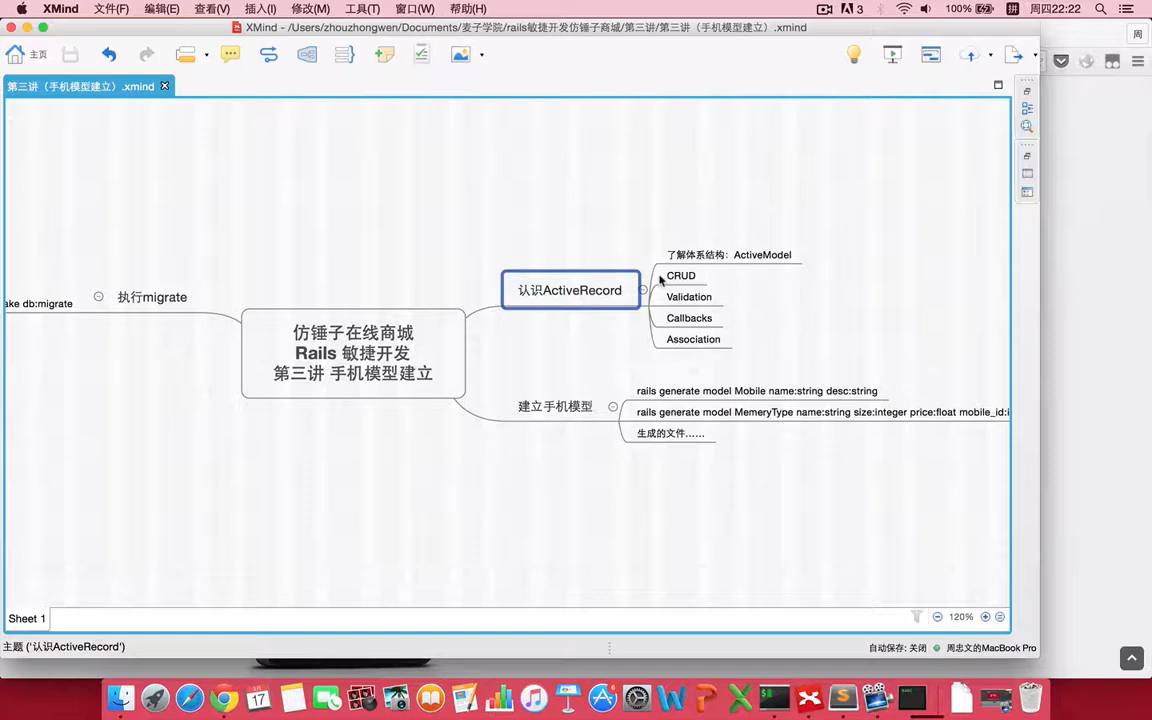 XMind 文件(F) 编辑(E) 查看(V) 插入(I) 修改(M) 工具(T) 窗口(W) 帮助(H) 3 100% 周四22:22
XMind - /Users/zhouzhongwen/Documents/麦子学院/rails敏捷开发仿锤子商城/第三讲/第三讲（手机模型建立）.xmind
周
主页
第三讲（手机模型建立）.xmind
了解体系结构：ActiveModel
CRUD
认识ActiveRecord
Validation
Callbacks
Association
执行migrate
ake db:migrate
仿锤子在线商城
Rails 敏捷开发
第三讲 手机模型建立
建立手机模型
rails generate model Mobile name:string desc:string
rails generate model MemeryType name:string size:integer price:float mobile_id:i
生成的文件……
Sheet 1
120%
主题 ('认识ActiveRecord')
自动保存: 关闭
周忠文的MacBook Pro
17